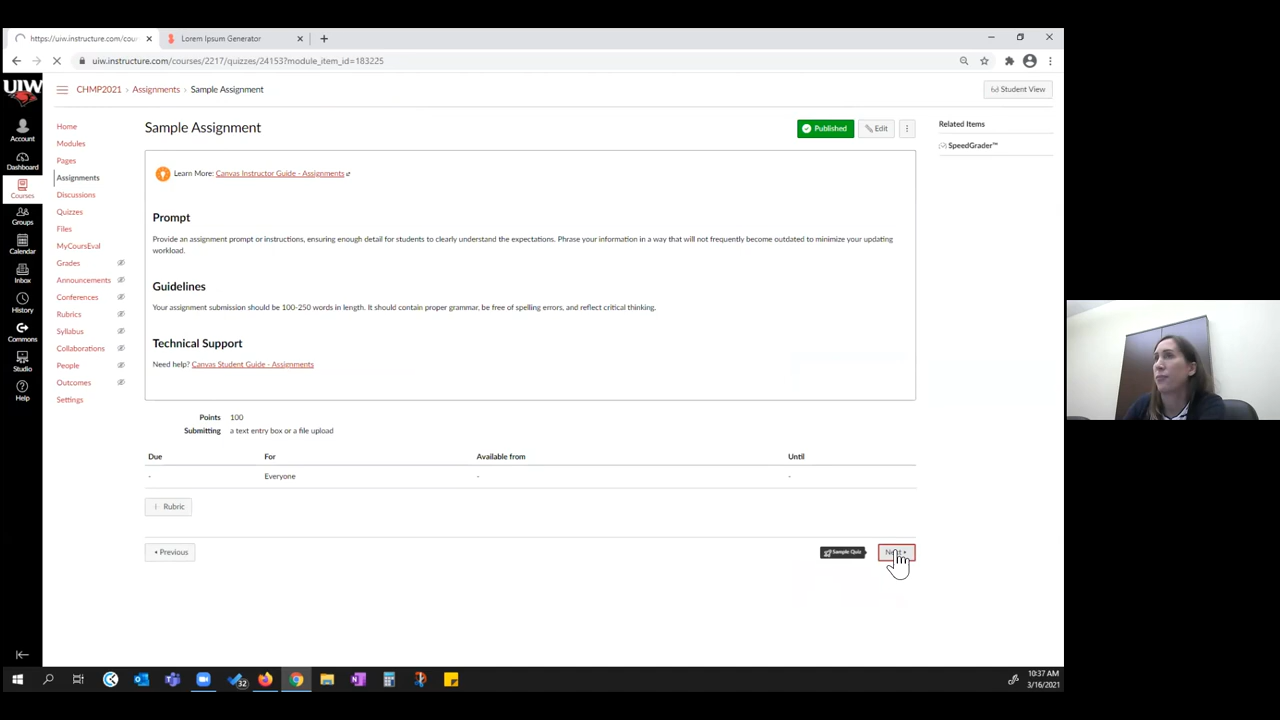 https://uiw.instructure.com/cour
Lorem Ipsum Generator
uiw.instructure.com/courses/2217/quizzes/24153?module_item_id=183225
UIW
CHMP2021 › Assignments › Sample Assignment
Student View
Account
Dashboard
Courses
Groups
Calendar
Inbox
History
Commons
Studio
Help
Home
Modules
Pages
Assignments
Discussions
Quizzes
Files
MyCoursEval
Grades
Announcements
Conferences
Rubrics
Syllabus
Collaborations
People
Outcomes
Settings
Sample Assignment
Published
Edit
Related Items
SpeedGrader™
Learn More: Canvas Instructor Guide - Assignments
Prompt
Provide an assignment prompt or instructions, ensuring enough detail for students to clearly understand the expectations. Phrase your information in a way that will not frequently become outdated to minimize your updating
workload.
Guidelines
Your assignment submission should be 100-250 words in length. It should contain proper grammar, be free of spelling errors, and reflect critical thinking.
Technical Support
Need help? Canvas Student Guide - Assignments
Points 100
Submitting a text entry box or a file upload
Due For Available from Until
- Everyone - -
Rubric
Previous
Sample Quiz
Next
32
10:37 AM
3/16/2021